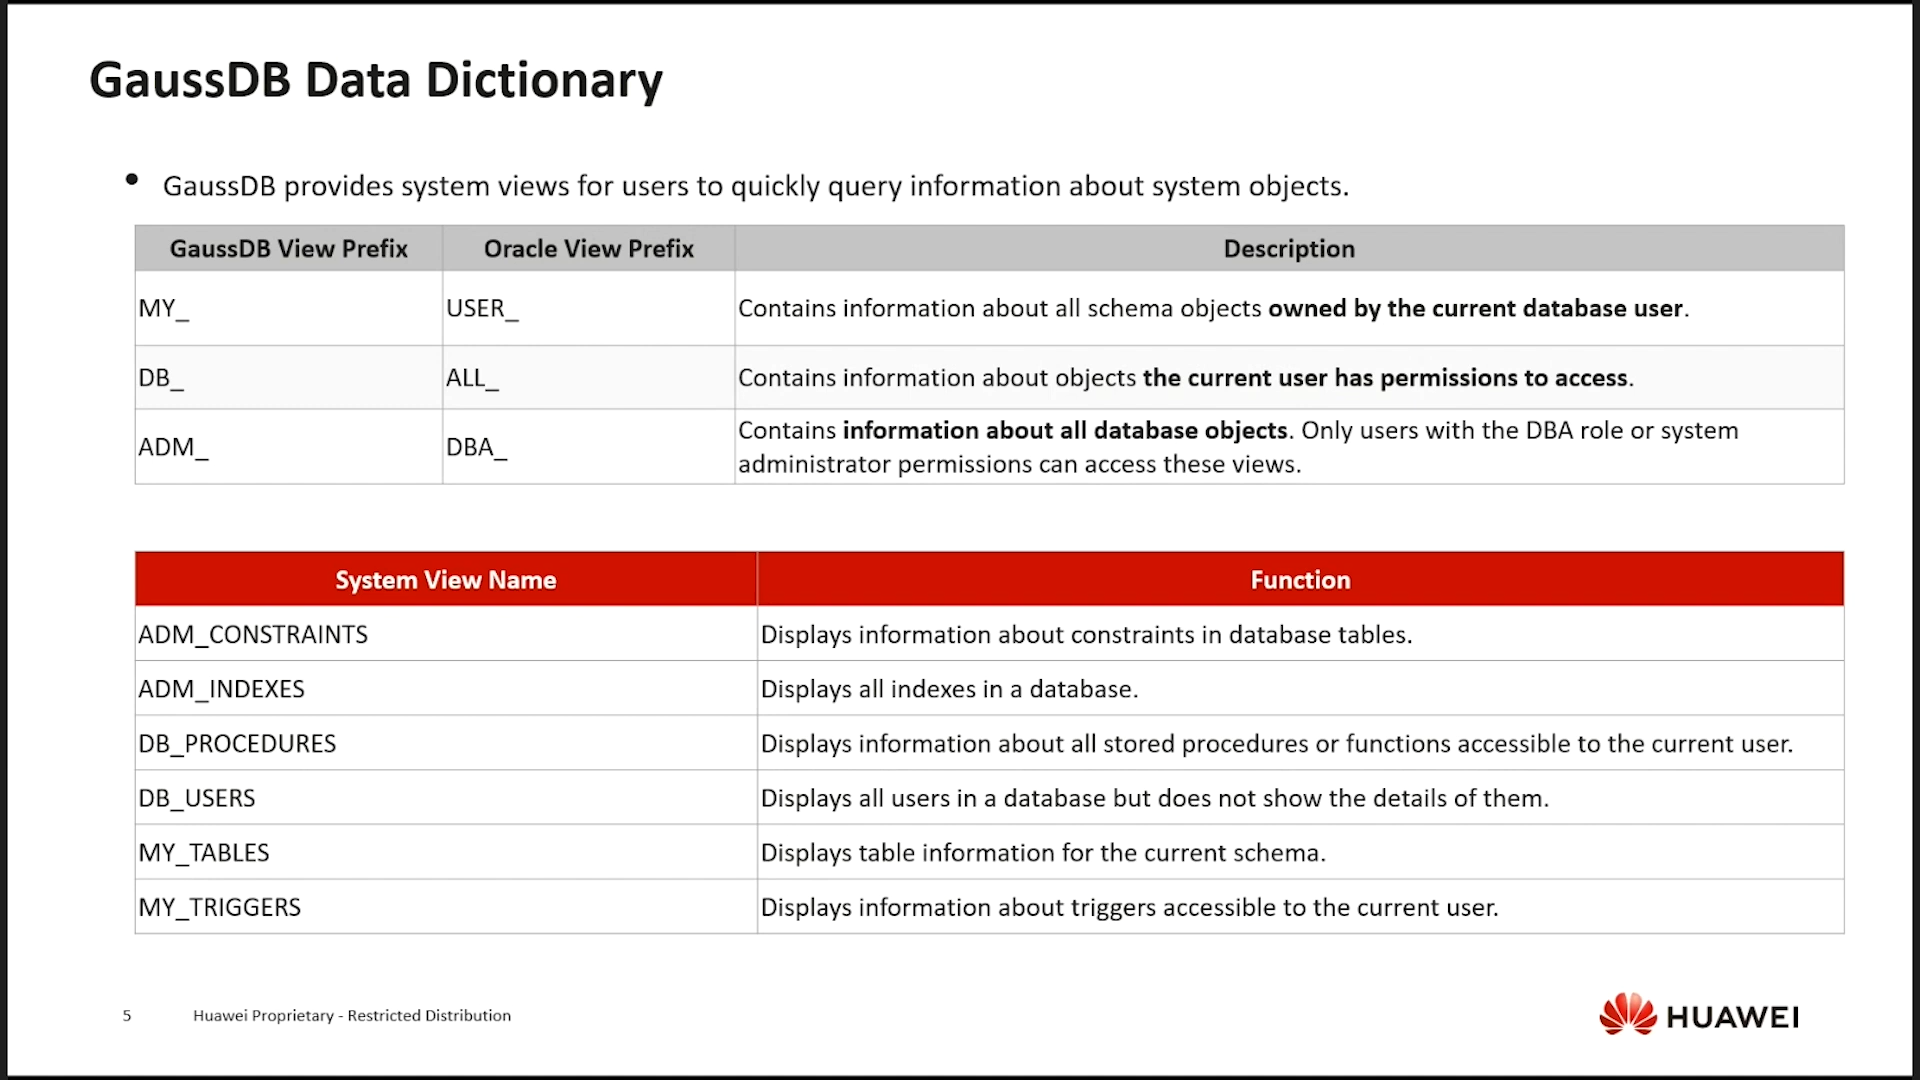 GaussDB Data Dictionary
• GaussDB provides system views for users to quickly query information about system objects.
GaussDB View Prefix Oracle View Prefix Description
MY_ USER_ Contains information about all schema objects owned by the current database user.
DB_ ALL_ Contains information about objects the current user has permissions to access.
ADM_ DBA_ Contains information about all database objects. Only users with the DBA role or system
administrator permissions can access these views.
System View Name Function
ADM_CONSTRAINTS Displays information about constraints in database tables.
ADM_INDEXES Displays all indexes in a database.
DB_PROCEDURES Displays information about all stored procedures or functions accessible to the current user.
DB_USERS Displays all users in a database but does not show the details of them.
MY_TABLES Displays table information for the current schema.
MY_TRIGGERS Displays information about triggers accessible to the current user.
5 Huawei Proprietary - Restricted Distribution
HUAWEI